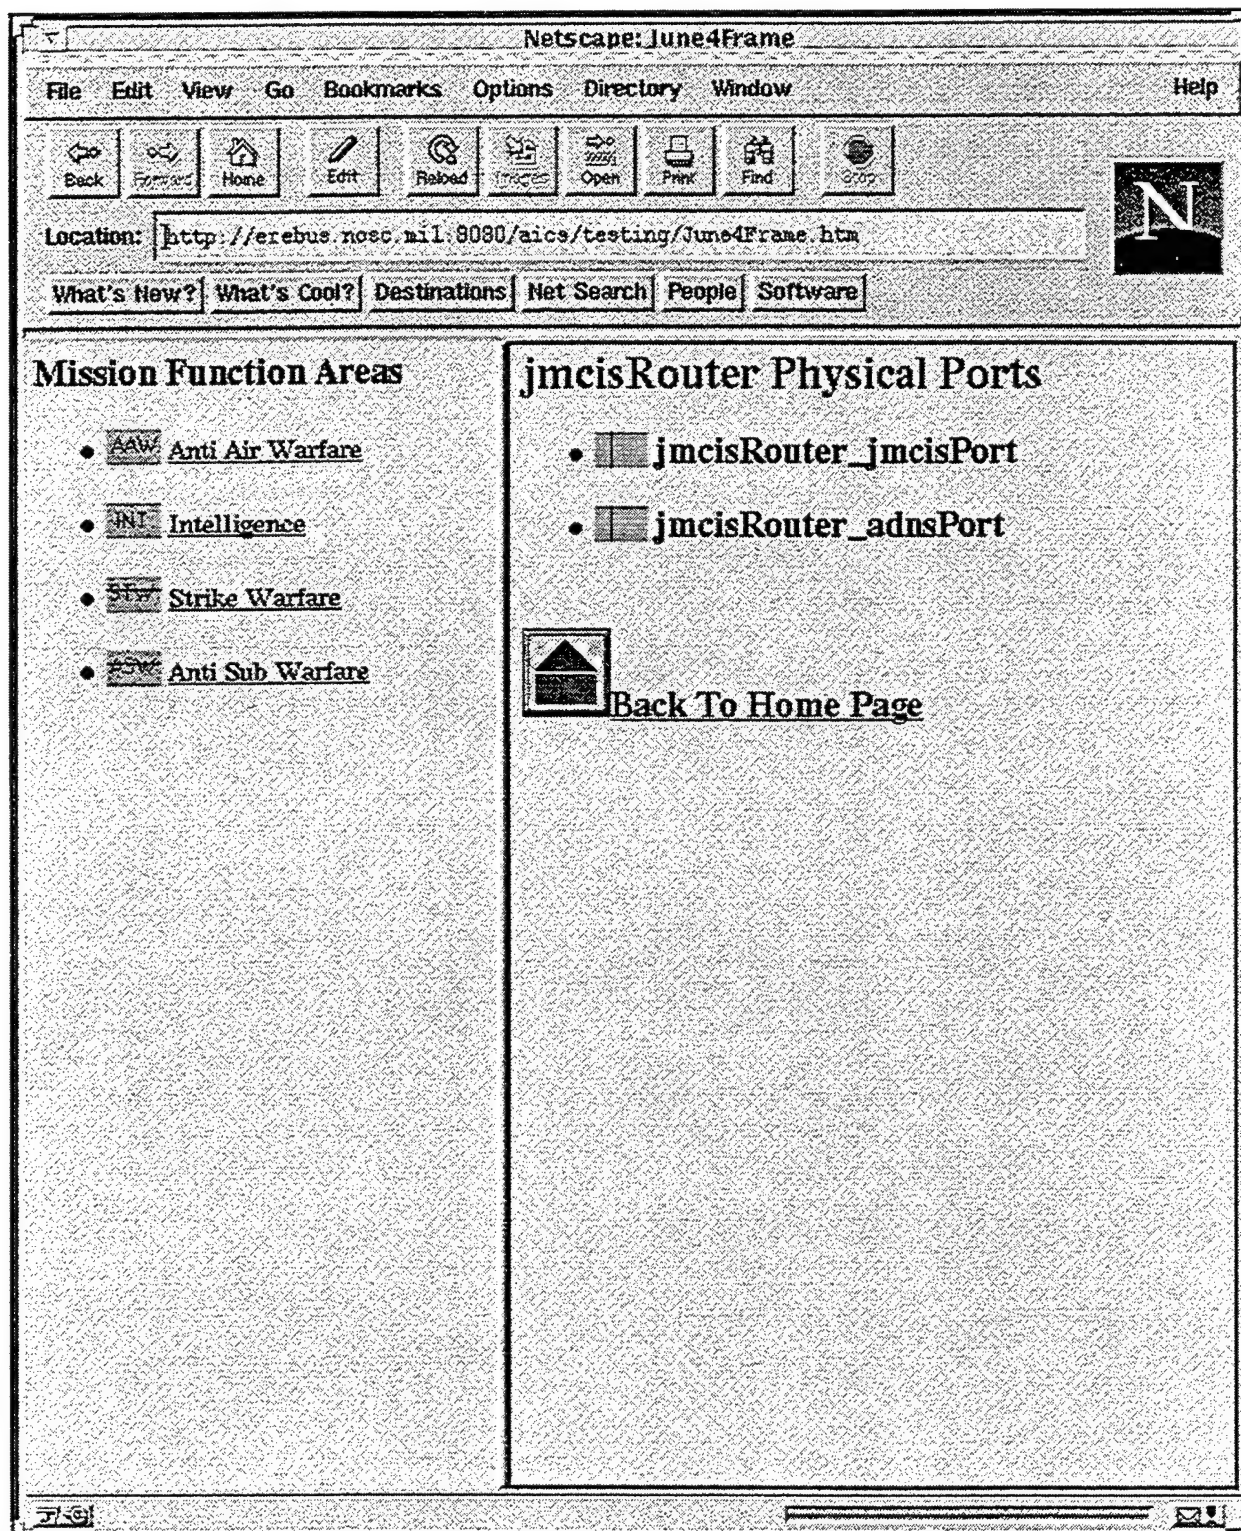 Netscape: June4Frame
File Edit View Go Bookmarks Options Directory Window Help
Back Forward Home Edit Reload Images Open Print Find Stop
N
Location: http://erebus.nosc.mil:8080/aics/testing/June4Frame.htm
What's New? What's Cool? Destinations Net Search People Software
Mission Function Areas
AAW Anti Air Warfare
INT Intelligence
STW Strike Warfare
ASW Anti Sub Warfare
jmcisRouter Physical Ports
jmcisRouter_jmcisPort
jmcisRouter_adnsPort
Back To Home Page